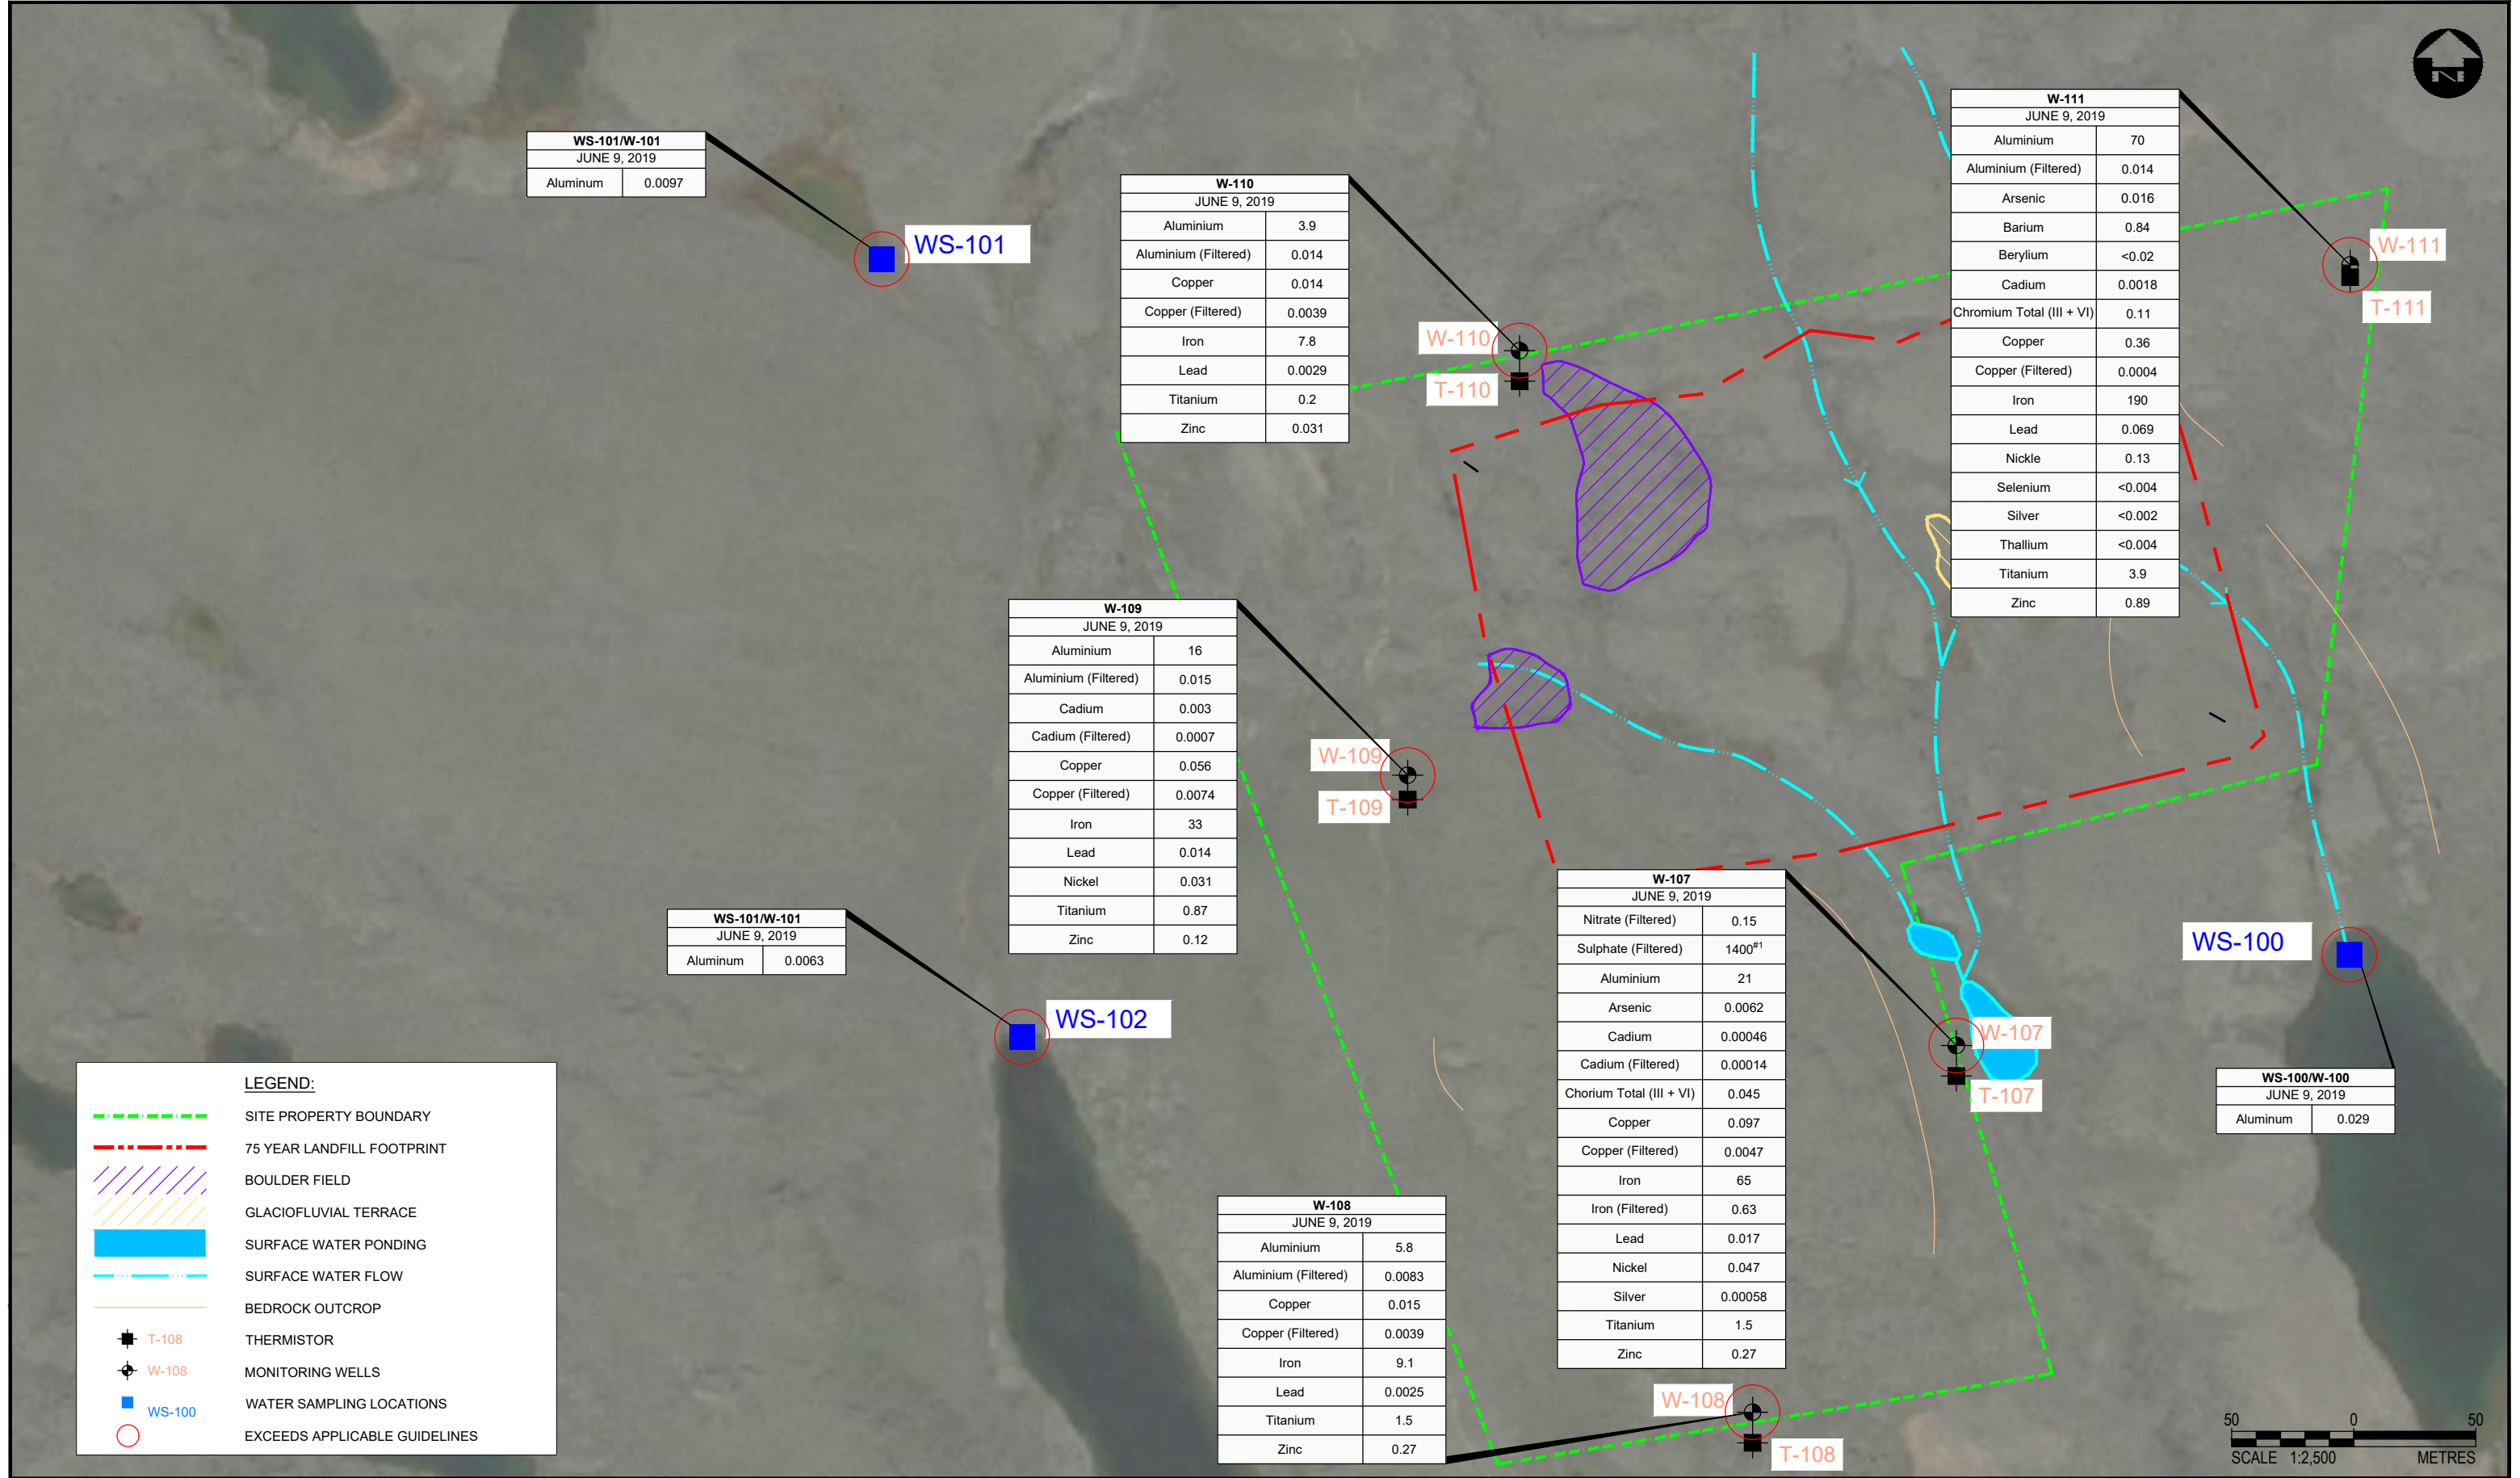 WS-101/W-101
JUNE 9, 2019
Aluminum 0.0097
WS-101
W-110
JUNE 9, 2019
Aluminium 3.9
Aluminium (Filtered) 0.014
Copper 0.014
Copper (Filtered) 0.0039
Iron 7.8
Lead 0.0029
Titanium 0.2
Zinc 0.031
W-110
T-110
W-111
JUNE 9, 2019
Aluminium 70
Aluminium (Filtered) 0.014
Arsenic 0.016
Barium 0.84
Berylium <0.02
Cadium 0.0018
Chromium Total (III + VI) 0.11
Copper 0.36
Copper (Filtered) 0.0004
Iron 190
Lead 0.069
Nickle 0.13
Selenium <0.004
Silver <0.002
Thallium <0.004
Titanium 3.9
Zinc 0.89
N
W-111
T-111
W-109
JUNE 9, 2019
Aluminium 16
Aluminium (Filtered) 0.015
Cadium 0.003
Cadium (Filtered) 0.0007
Copper 0.056
Copper (Filtered) 0.0074
Iron 33
Lead 0.014
Nickel 0.031
Titanium 0.87
Zinc 0.12
W-109
T-109
WS-101/W-101
JUNE 9, 2019
Aluminum 0.0063
WS-102
W-107
JUNE 9, 2019
Nitrate (Filtered) 0.15
Sulphate (Filtered) 1400#1
Aluminium 21
Arsenic 0.0062
Cadium 0.00046
Cadium (Filtered) 0.00014
Chorium Total (III + VI) 0.045
Copper 0.097
Copper (Filtered) 0.0047
Iron 65
Iron (Filtered) 0.63
Lead 0.017
Nickel 0.047
Silver 0.00058
Titanium 1.5
Zinc 0.27
W-107
T-107
WS-100
WS-100/W-100
JUNE 9, 2019
Aluminum 0.029
W-108
JUNE 9, 2019
Aluminium 5.8
Aluminium (Filtered) 0.0083
Copper 0.015
Copper (Filtered) 0.0039
Iron 9.1
Lead 0.0025
Titanium 1.5
Zinc 0.27
W-108
T-108
LEGEND:
SITE PROPERTY BOUNDARY
75 YEAR LANDFILL FOOTPRINT
BOULDER FIELD
GLACIOFLUVIAL TERRACE
SURFACE WATER PONDING
SURFACE WATER FLOW
BEDROCK OUTCROP
T-108 THERMISTOR
W-108 MONITORING WELLS
WS-100 WATER SAMPLING LOCATIONS
EXCEEDS APPLICABLE GUIDELINES
50 0 50
SCALE 1:2,500 METRES